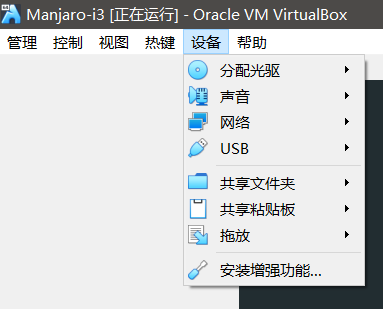 Manjaro-i3 [正在运行] - Oracle VM VirtualBox
管理 控制 视图 热键 设备 帮助
分配光驱
声音
网络
USB
共享文件夹
共享粘贴板
拖放
安装增强功能...